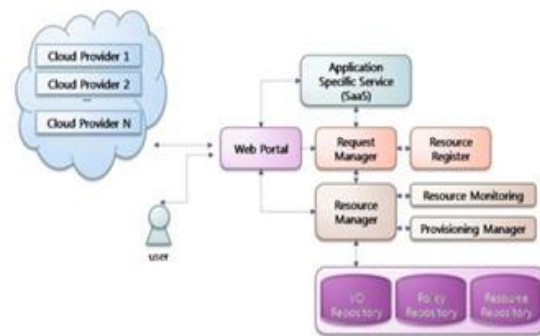 Cloud Provider 1
Cloud Provider 2
...
Cloud Provider N
user
Web Portal
Application
Specific Service
(SaaS)
Request
Manager
Resource
Register
Resource
Manager
Resource Monitoring
Provisioning Manager
VO
Repository
Policy
Repository
Resource
Repository